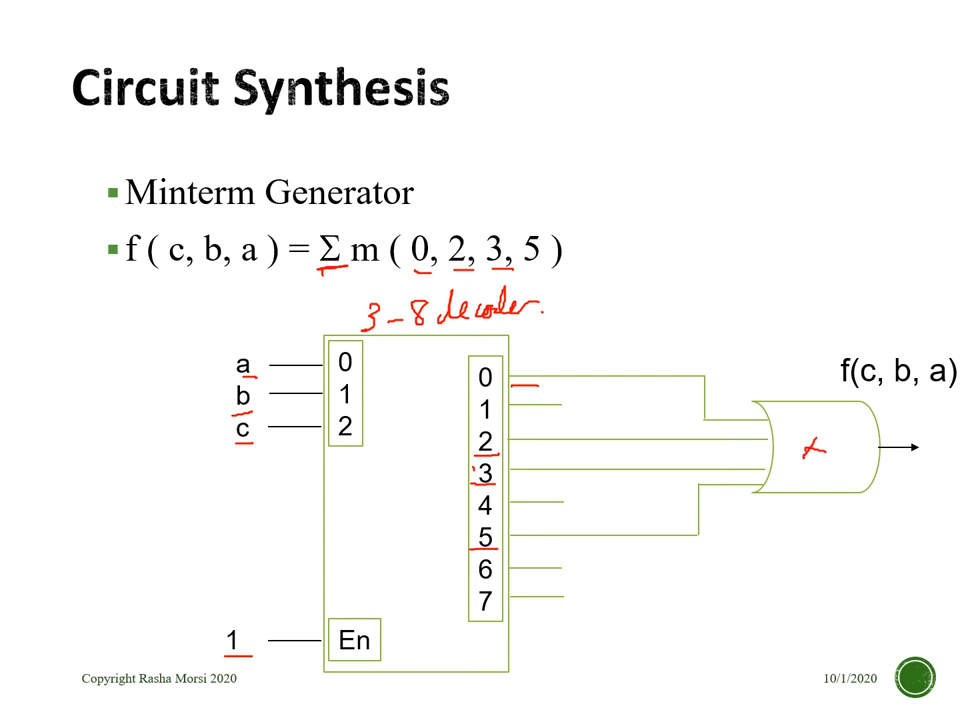 Circuit Synthesis
Minterm Generator
f ( c, b, a ) = Σ m ( 0, 2, 3, 5 )
3-8 decoder.
a
b
c
0
1
2
0
1
2
3
4
5
6
7
+
f(c, b, a)
1
En
Copyright Rasha Morsi 2020
10/1/2020